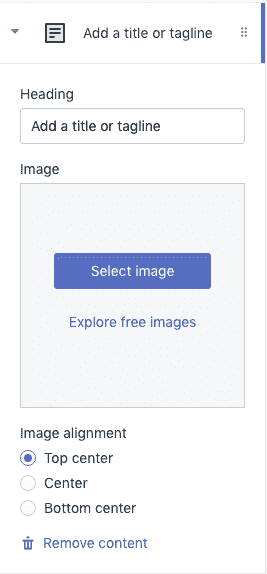 Add a title or tagline
Heading
Add a title or tagline
Image
Select image
Explore free images
Image alignment
Top center
Center
Bottom center
Remove content